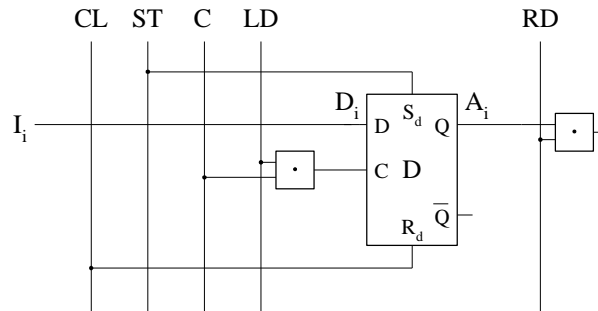 CL ST C LD RD
D_i A_i
S_d
I_i D Q
C D
Q̅
R_d